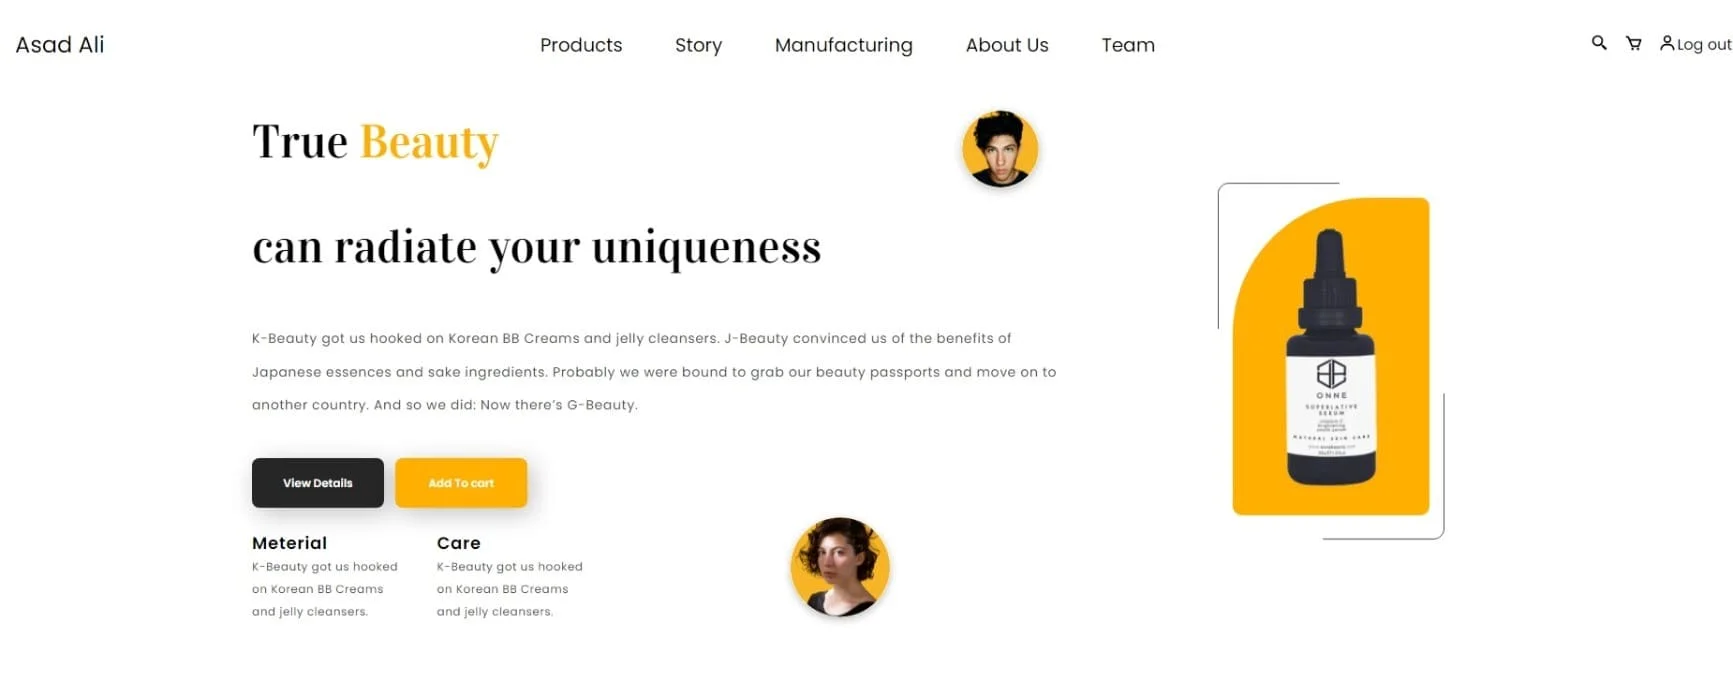 Asad Ali
Products
Story
Manufacturing
About Us
Team
Log out
True Beauty
can radiate your uniqueness
K-Beauty got us hooked on Korean BB Creams and jelly cleansers. J-Beauty convinced us of the benefits of
Japanese essences and sake ingredients. Probably we were bound to grab our beauty passports and move on to
another country. And so we did: Now there's G-Beauty.
View Details
Add To cart
Meterial
K-Beauty got us hooked
on Korean BB Creams
and jelly cleansers.
Care
K-Beauty got us hooked
on Korean BB Creams
and jelly cleansers.
ONNE
SUPERLATIVE
SERUM
NATURAL SKIN CARE